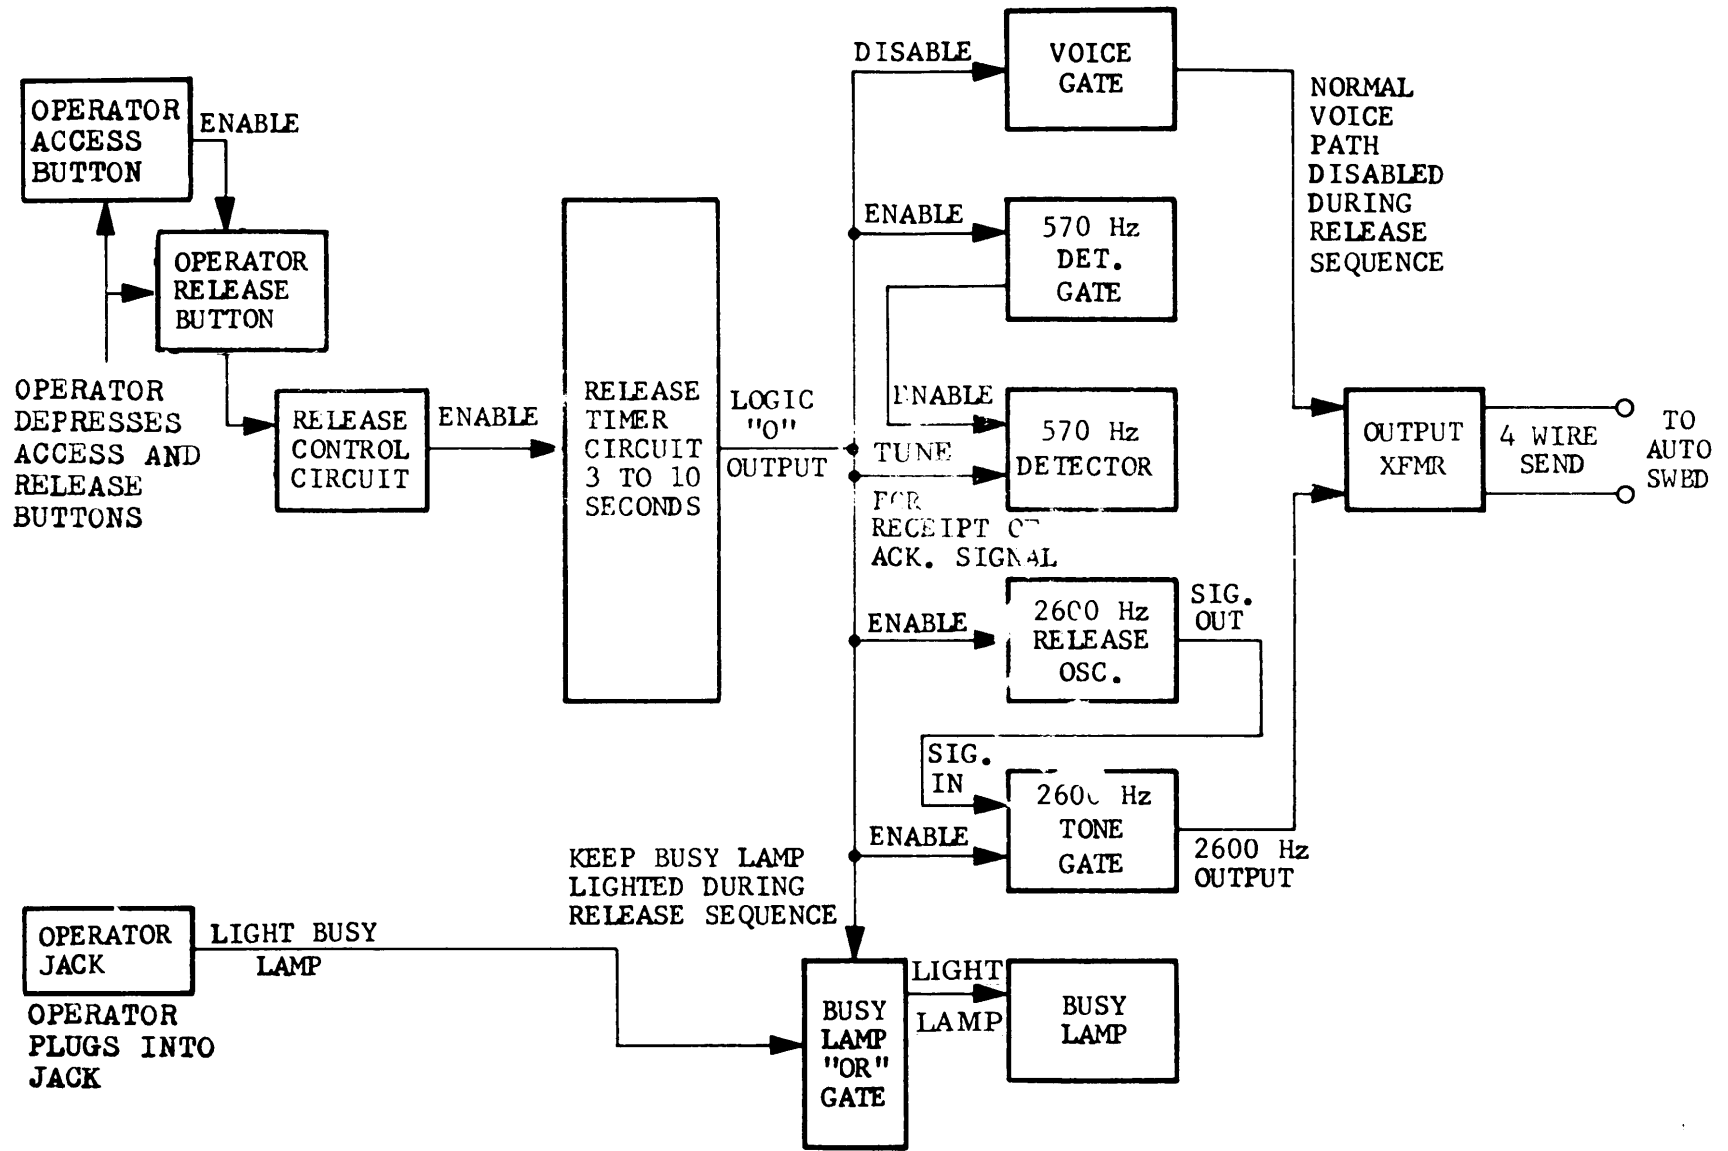 OPERATOR
ACCESS
BUTTON
ENABLE
OPERATOR
RELEASE
BUTTON
OPERATOR
DEPRESSES
ACCESS AND
RELEASE
BUTTONS
RELEASE
CONTROL
CIRCUIT
ENABLE
RELEASE
TIMER
CIRCUIT
3 TO 10
SECONDS
LOGIC
"O"
OUTPUT
DISABLE
VOICE
GATE
NORMAL
VOICE
PATH
DISABLED
DURING
RELEASE
SEQUENCE
ENABLE
570 Hz
DET.
GATE
ENABLE
570 Hz
DETECTOR
TUNE
FOR
RECEIPT OF
ACK. SIGNAL
OUTPUT
XFMR
4 WIRE
SEND
TO
AUTO
SWBD
ENABLE
2600 Hz
RELEASE
OSC.
SIG.
OUT
SIG.
IN
2600 Hz
TONE
GATE
ENABLE
2600 Hz
OUTPUT
KEEP BUSY LAMP
LIGHTED DURING
RELEASE SEQUENCE
OPERATOR
JACK
LIGHT BUSY
LAMP
OPERATOR
PLUGS INTO
JACK
BUSY
LAMP
"OR"
GATE
LIGHT
LAMP
BUSY
LAMP